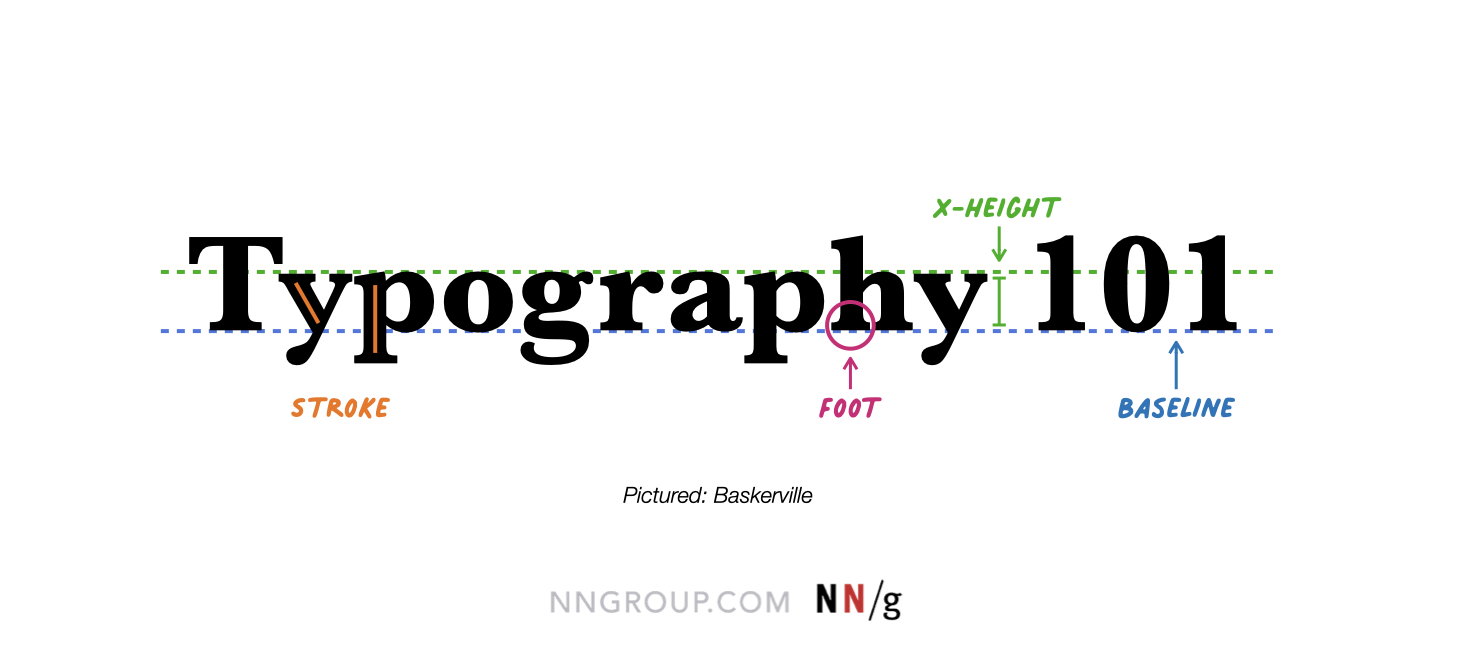 X-HEIGHT
Typography 101
STROKE
FOOT
BASELINE
Pictured: Baskerville
NNGROUP.COM NN/g